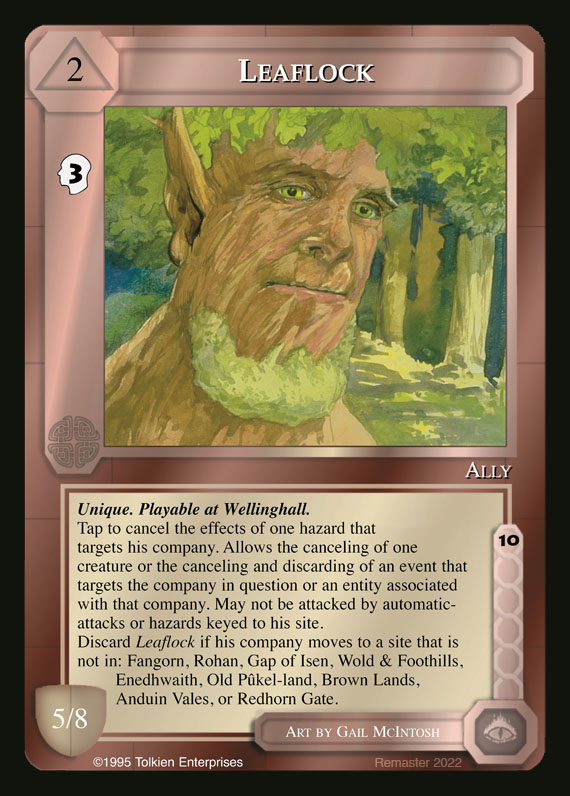 2
Leaflock
3
Ally
Unique. Playable at Wellinghall.
Tap to cancel the effects of one hazard that
targets his company. Allows the canceling of one
creature or the canceling and discarding of an event that
targets the company in question or an entity associated
with that company. May not be attacked by automatic-
attacks or hazards keyed to his site.
Discard Leaflock if his company moves to a site that is
not in: Fangorn, Rohan, Gap of Isen, Wold & Foothills,
Enedhwaith, Old Pûkel-land, Brown Lands,
Anduin Vales, or Redhorn Gate.
10
5/8
Art by Gail McIntosh
©1995 Tolkien Enterprises
Remaster 2022